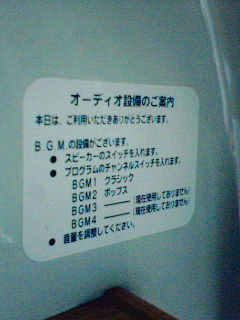 オーディオ設備のご案内
本日は、ご利用いただきありがとうございます。
B.G.M.の設備がございます。
● スピーカーのスイッチを入れます。
● プログラムのチャンネルスイッチを入れます。
BGM1 クラシック
BGM2 ポップス
BGM3 ――――(現在使用しておりません)
BGM4 ――――(現在使用しておりません)
● 音量を調整してください。